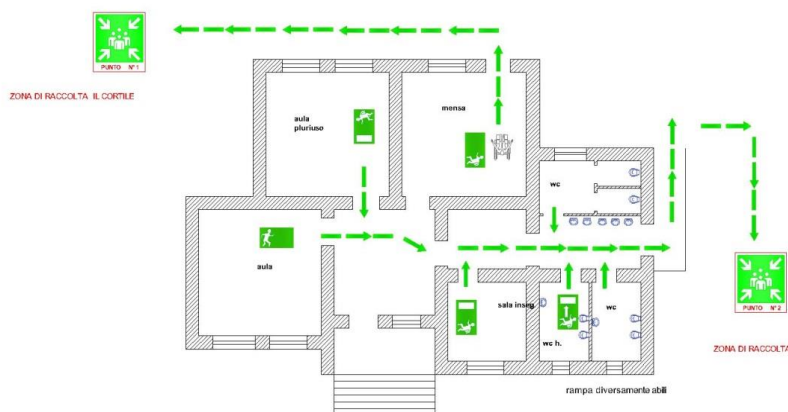 PUNTO N° 1
ZONA DI RACCOLTA IL CORTILE
aula
pluriuso
mensa
wc
aula
sala inseg.
wc h.
wc
PUNTO N° 2
ZONA DI RACCOLTA
rampa diversamente abili